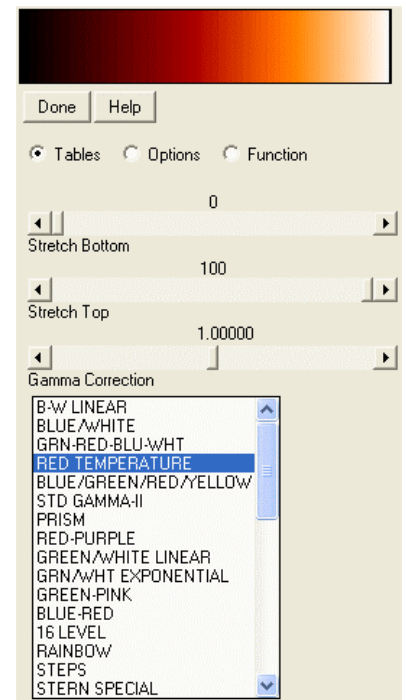 Done Help
Tables Options Function
0
Stretch Bottom
100
Stretch Top
1.00000
Gamma Correction
B-W LINEAR
BLUE/WHITE
GRN-RED-BLU-WHT
RED TEMPERATURE
BLUE/GREEN/RED/YELLOW
STD GAMMA-II
PRISM
RED-PURPLE
GREEN/WHITE LINEAR
GRN/WHT EXPONENTIAL
GREEN-PINK
BLUE-RED
16 LEVEL
RAINBOW
STEPS
STERN SPECIAL